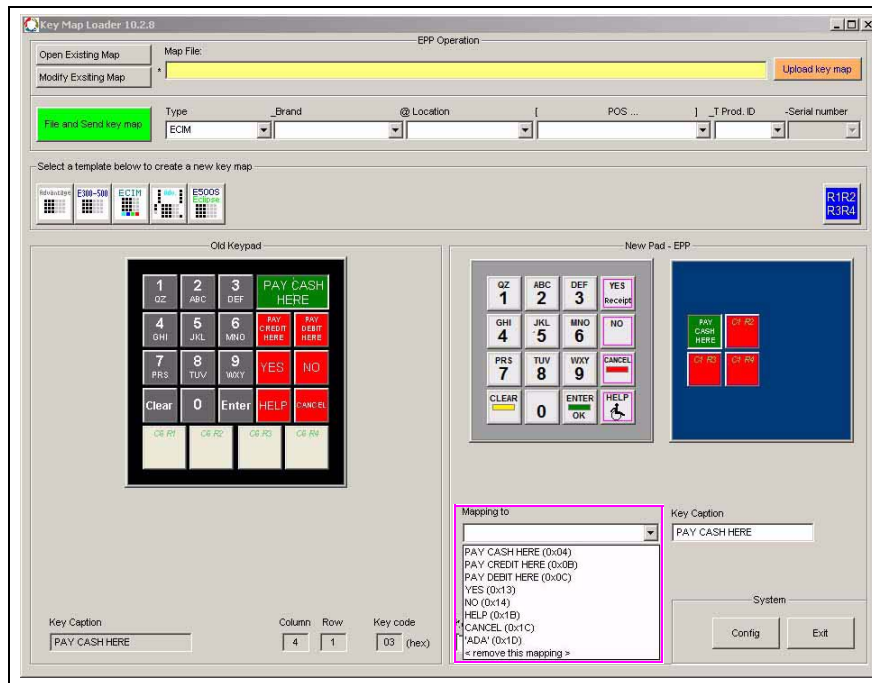 Key Map Loader 10.2.8
EPP Operation
Open Existing Map
Map File:
Modify Exsiting Map
*
Upload key map
File and Send key map
Type _Brand @ Location [ POS ... ] _T Prod. ID -Serial number
ECIM
Select a template below to create a new key map
Advantage E300-500 ECIM Adv. E500S
Eclipse
R1R2
R3R4
Old Keypad
1 2 3 PAY CASH
QZ ABC DEF HERE
4 5 6 PAY CREDIT HERE PAY DEBIT HERE
GHI JKL MNO
7 8 9 YES NO
PRS TUV WXY
Clear 0 Enter HELP CANCEL
C6 R1 C6 R2 C6 R3 C6 R4
New Pad - EPP
QZ ABC DEF YES
1 2 3 Receipt
GHI JKL MNO NO
4 5 6
PRS TUV WXY CANCEL
7 8 9
CLEAR 0 ENTER HELP
OK
PAY CASH HERE C1 R2
C1 R3 C1 R4
Mapping to
PAY CASH HERE (0x04)
PAY CREDIT HERE (0x0B)
PAY DEBIT HERE (0x0C)
YES (0x13)
NO (0x14)
HELP (0x1B)
CANCEL (0x1C)
'ADA' (0x1D)
< remove this mapping >
Key Caption
PAY CASH HERE
Key Caption Column Row Key code
PAY CASH HERE 4 1 03 (hex)
System
Config Exit